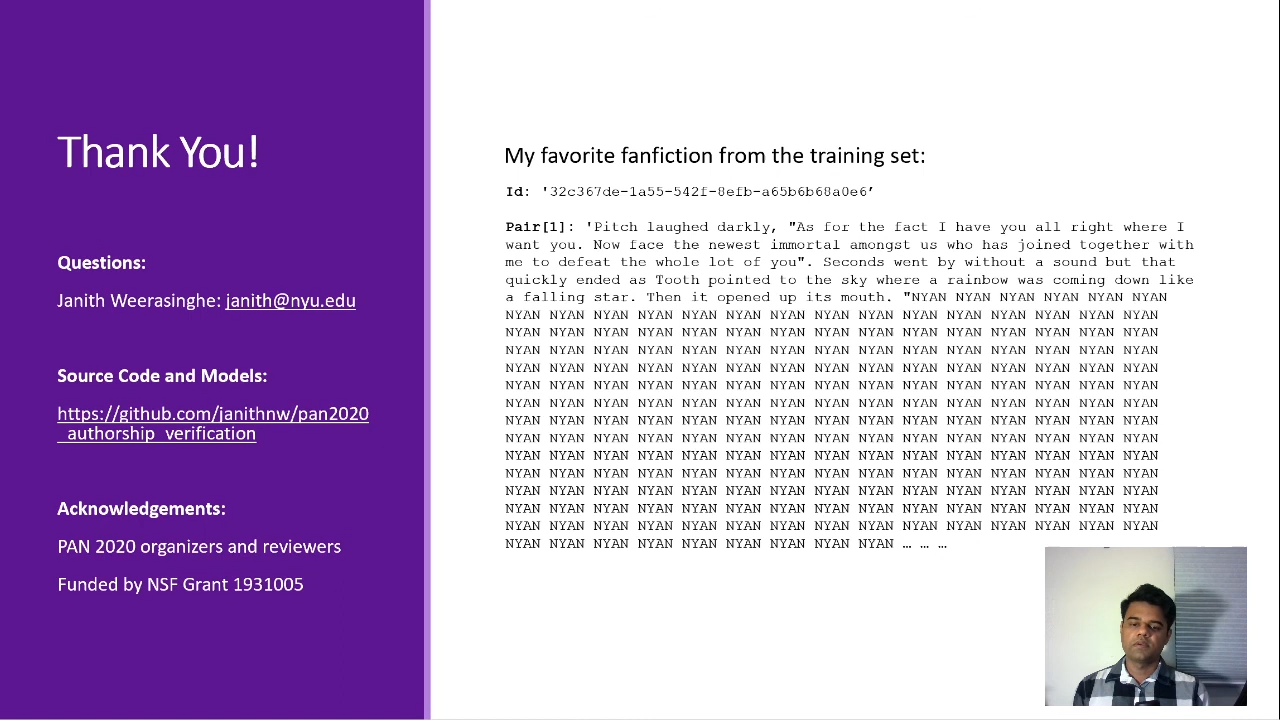 Thank You!
Questions:
Janith Weerasinghe: janith@nyu.edu
Source Code and Models:
https://github.com/janithnw/pan2020
_authorship_verification
Acknowledgements:
PAN 2020 organizers and reviewers
Funded by NSF Grant 1931005
My favorite fanfiction from the training set:
Id: '32c367de-1a55-542f-8efb-a65b6b68a0e6’
Pair[1]: 'Pitch laughed darkly, "As for the fact I have you all right where I
want you. Now face the newest immortal amongst us who has joined together with
me to defeat the whole lot of you". Seconds went by without a sound but that
quickly ended as Tooth pointed to the sky where a rainbow was coming down like
a falling star. Then it opened up its mouth. "NYAN NYAN NYAN NYAN NYAN NYAN
NYAN NYAN NYAN NYAN NYAN NYAN NYAN NYAN NYAN NYAN NYAN NYAN NYAN NYAN NYAN
NYAN NYAN NYAN NYAN NYAN NYAN NYAN NYAN NYAN NYAN NYAN NYAN NYAN NYAN NYAN
NYAN NYAN NYAN NYAN NYAN NYAN NYAN NYAN NYAN NYAN NYAN NYAN NYAN NYAN NYAN
NYAN NYAN NYAN NYAN NYAN NYAN NYAN NYAN NYAN NYAN NYAN NYAN NYAN NYAN NYAN
NYAN NYAN NYAN NYAN NYAN NYAN NYAN NYAN NYAN NYAN NYAN NYAN NYAN NYAN NYAN
NYAN NYAN NYAN NYAN NYAN NYAN NYAN NYAN NYAN NYAN NYAN NYAN NYAN NYAN NYAN
NYAN NYAN NYAN NYAN NYAN NYAN NYAN NYAN NYAN NYAN NYAN NYAN NYAN NYAN NYAN
NYAN NYAN NYAN NYAN NYAN NYAN NYAN NYAN NYAN NYAN NYAN NYAN NYAN NYAN NYAN
NYAN NYAN NYAN NYAN NYAN NYAN NYAN NYAN NYAN NYAN NYAN NYAN NYAN NYAN NYAN
NYAN NYAN NYAN NYAN NYAN NYAN NYAN NYAN NYAN NYAN NYAN NYAN NYAN NYAN NYAN
NYAN NYAN NYAN NYAN NYAN NYAN NYAN NYAN NYAN NYAN NYAN NYAN NYAN NYAN NYAN
NYAN NYAN NYAN NYAN NYAN NYAN NYAN NYAN NYAN NYAN NYAN NYAN NYAN NYAN NYAN
NYAN NYAN NYAN NYAN NYAN NYAN NYAN NYAN NYAN NYAN NYAN NYAN NYAN NYAN NYAN
NYAN NYAN NYAN NYAN NYAN NYAN NYAN NYAN NYAN … … …